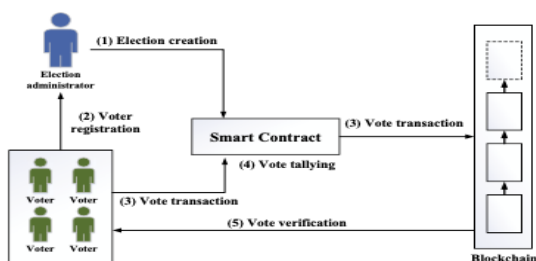 (1) Election creation
Election
administrator
(2) Voter
registration
Smart Contract
(3) Vote transaction
(4) Vote tallying
Voter Voter
(3) Vote transaction
Voter Voter
(5) Vote verification
Blockchain